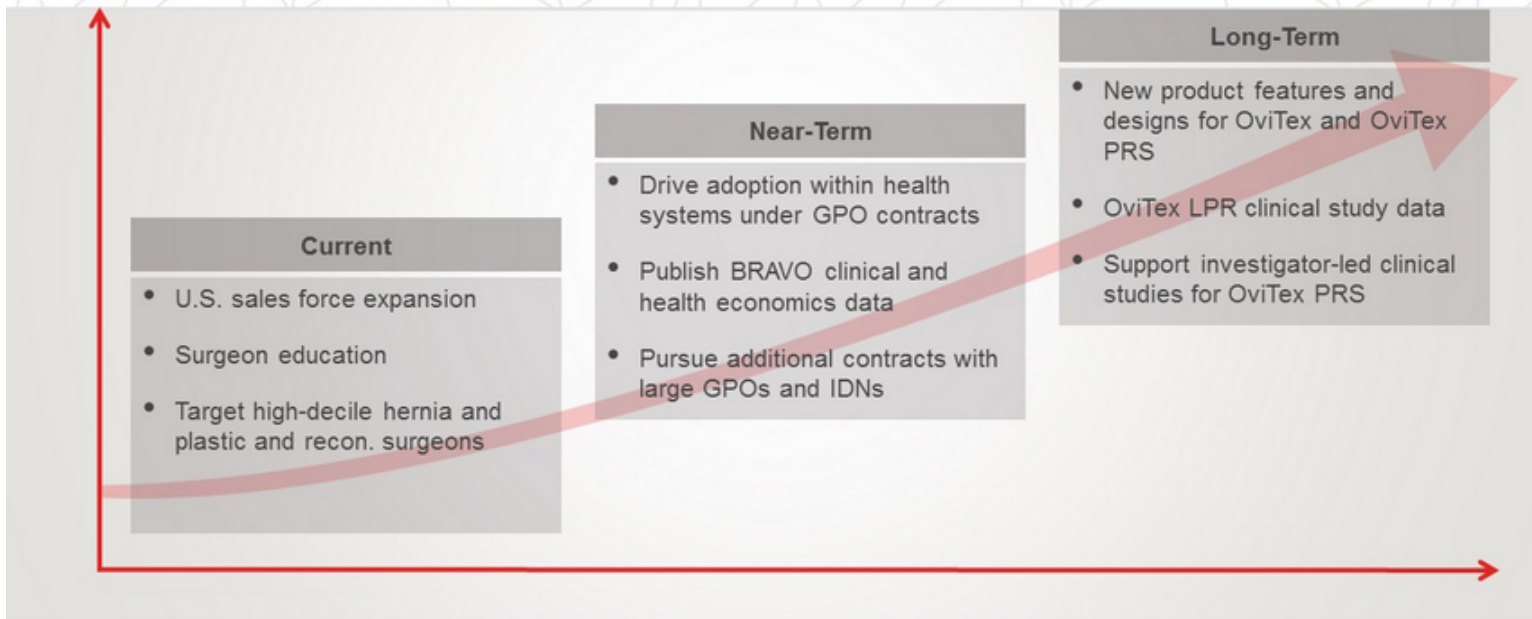 Current
• U.S. sales force expansion
• Surgeon education
• Target high-decile hernia and
plastic and recon. surgeons
Near-Term
• Drive adoption within health
systems under GPO contracts
• Publish BRAVO clinical and
health economics data
• Pursue additional contracts with
large GPOs and IDNs
Long-Term
• New product features and
designs for OviTex and OviTex
PRS
• OviTex LPR clinical study data
• Support investigator-led clinical
studies for OviTex PRS